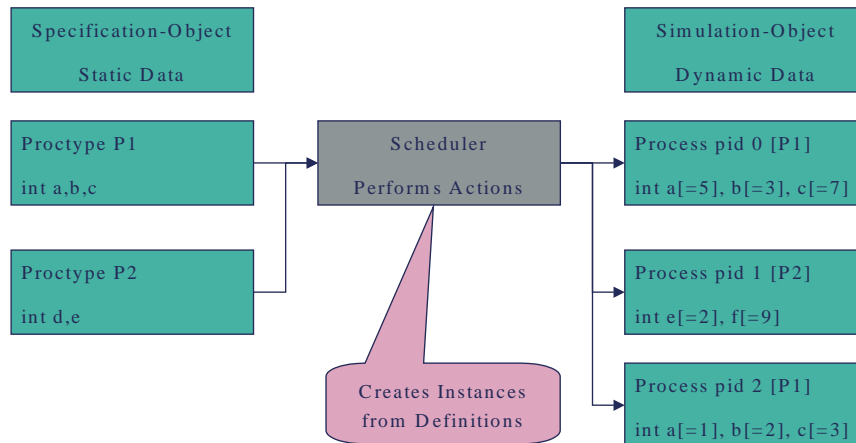 Specification-Object
Static Data
Simulation-Object
Dynamic Data
Proctype P1
int a,b,c
Scheduler
Performs Actions
Process pid 0 [P1]
int a[=5], b[=3], c[=7]
Proctype P2
int d,e
Process pid 1 [P2]
int e[=2], f[=9]
Creates Instances
from Definitions
Process pid 2 [P1]
int a[=1], b[=2], c[=3]